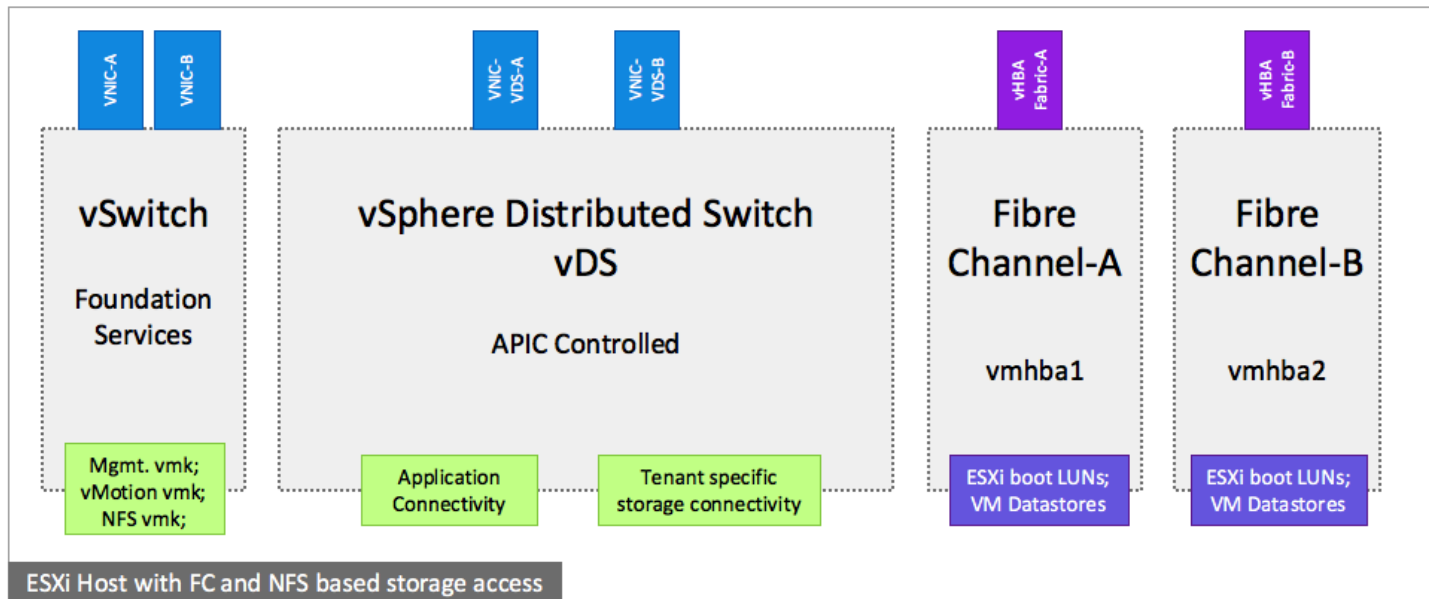 VNIC-A
VNIC-B
VNIC-
VDS-A
VNIC-
VDS-B
vHBA
Fabric-A
vHBA
Fabric-B
vSwitch
Foundation
Services
Mgmt. vmk;
vMotion vmk;
NFS vmk;
vSphere Distributed Switch
vDS
APIC Controlled
Application
Connectivity
Tenant specific
storage connectivity
Fibre
Channel-A
vmhba1
ESXi boot LUNs;
VM Datastores
Fibre
Channel-B
vmhba2
ESXi boot LUNs;
VM Datastores
ESXi Host with FC and NFS based storage access